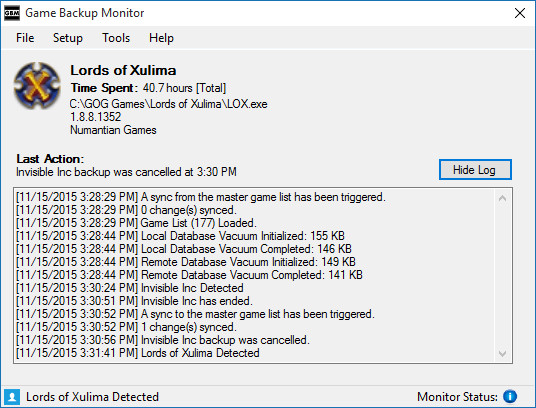 GBM Game Backup Monitor
File Setup Tools Help
Lords of Xulima
Time Spent: 40.7 hours [Total]
C:\GOG Games\Lords of Xulima\LOX.exe
1.8.8.1352
Numantian Games
Last Action:
Invisible Inc backup was cancelled at 3:30 PM
Hide Log
[11/15/2015 3:28:29 PM] A sync from the master game list has been triggered.
[11/15/2015 3:28:29 PM] 0 change(s) synced.
[11/15/2015 3:28:29 PM] Game List (177) Loaded.
[11/15/2015 3:28:44 PM] Local Database Vacuum Initialized: 155 KB
[11/15/2015 3:28:44 PM] Local Database Vacuum Completed: 146 KB
[11/15/2015 3:28:44 PM] Remote Database Vacuum Initialized: 149 KB
[11/15/2015 3:28:44 PM] Remote Database Vacuum Completed: 141 KB
[11/15/2015 3:30:24 PM] Invisible Inc Detected
[11/15/2015 3:30:51 PM] Invisible Inc has ended.
[11/15/2015 3:30:52 PM] A sync to the master game list has been triggered.
[11/15/2015 3:30:52 PM] 1 change(s) synced.
[11/15/2015 3:30:56 PM] Invisible Inc backup was cancelled.
[11/15/2015 3:31:41 PM] Lords of Xulima Detected
Lords of Xulima Detected Monitor Status: